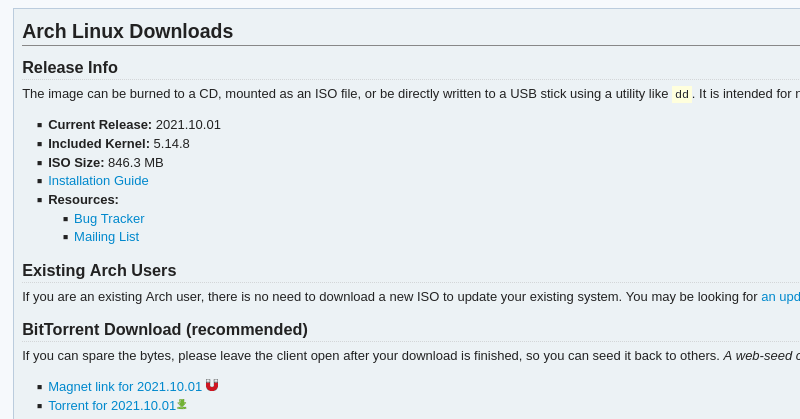 Arch Linux Downloads
Release Info
The image can be burned to a CD, mounted as an ISO file, or be directly written to a USB stick using a utility like dd. It is intended for
Current Release: 2021.10.01
Included Kernel: 5.14.8
ISO Size: 846.3 MB
Installation Guide
Resources:
Bug Tracker
Mailing List
Existing Arch Users
If you are an existing Arch user, there is no need to download a new ISO to update your existing system. You may be looking for an upd
BitTorrent Download (recommended)
If you can spare the bytes, please leave the client open after your download is finished, so you can seed it back to others. A web-seed
Magnet link for 2021.10.01
Torrent for 2021.10.01